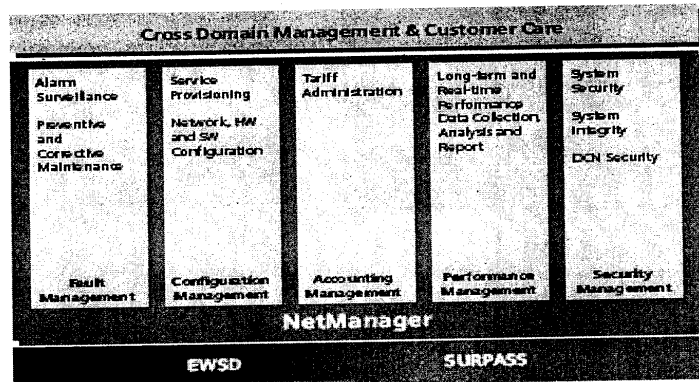 Cross Domain Management & Customer Care
Alarm
Surveillance
Preventive
and
Corrective
Maintenance
Fault
Management
Service
Provisioning
Network, HW
and SW
Configuration
Configuration
Management
Tariff
Administration
Accounting
Management
Long-term and
Real-time
Performance
Data Collection,
Analysis and
Report
Performance
Management
System
Security
System
Integrity
DCN Security
Security
Management
NetManager
EWSD
SURPASS